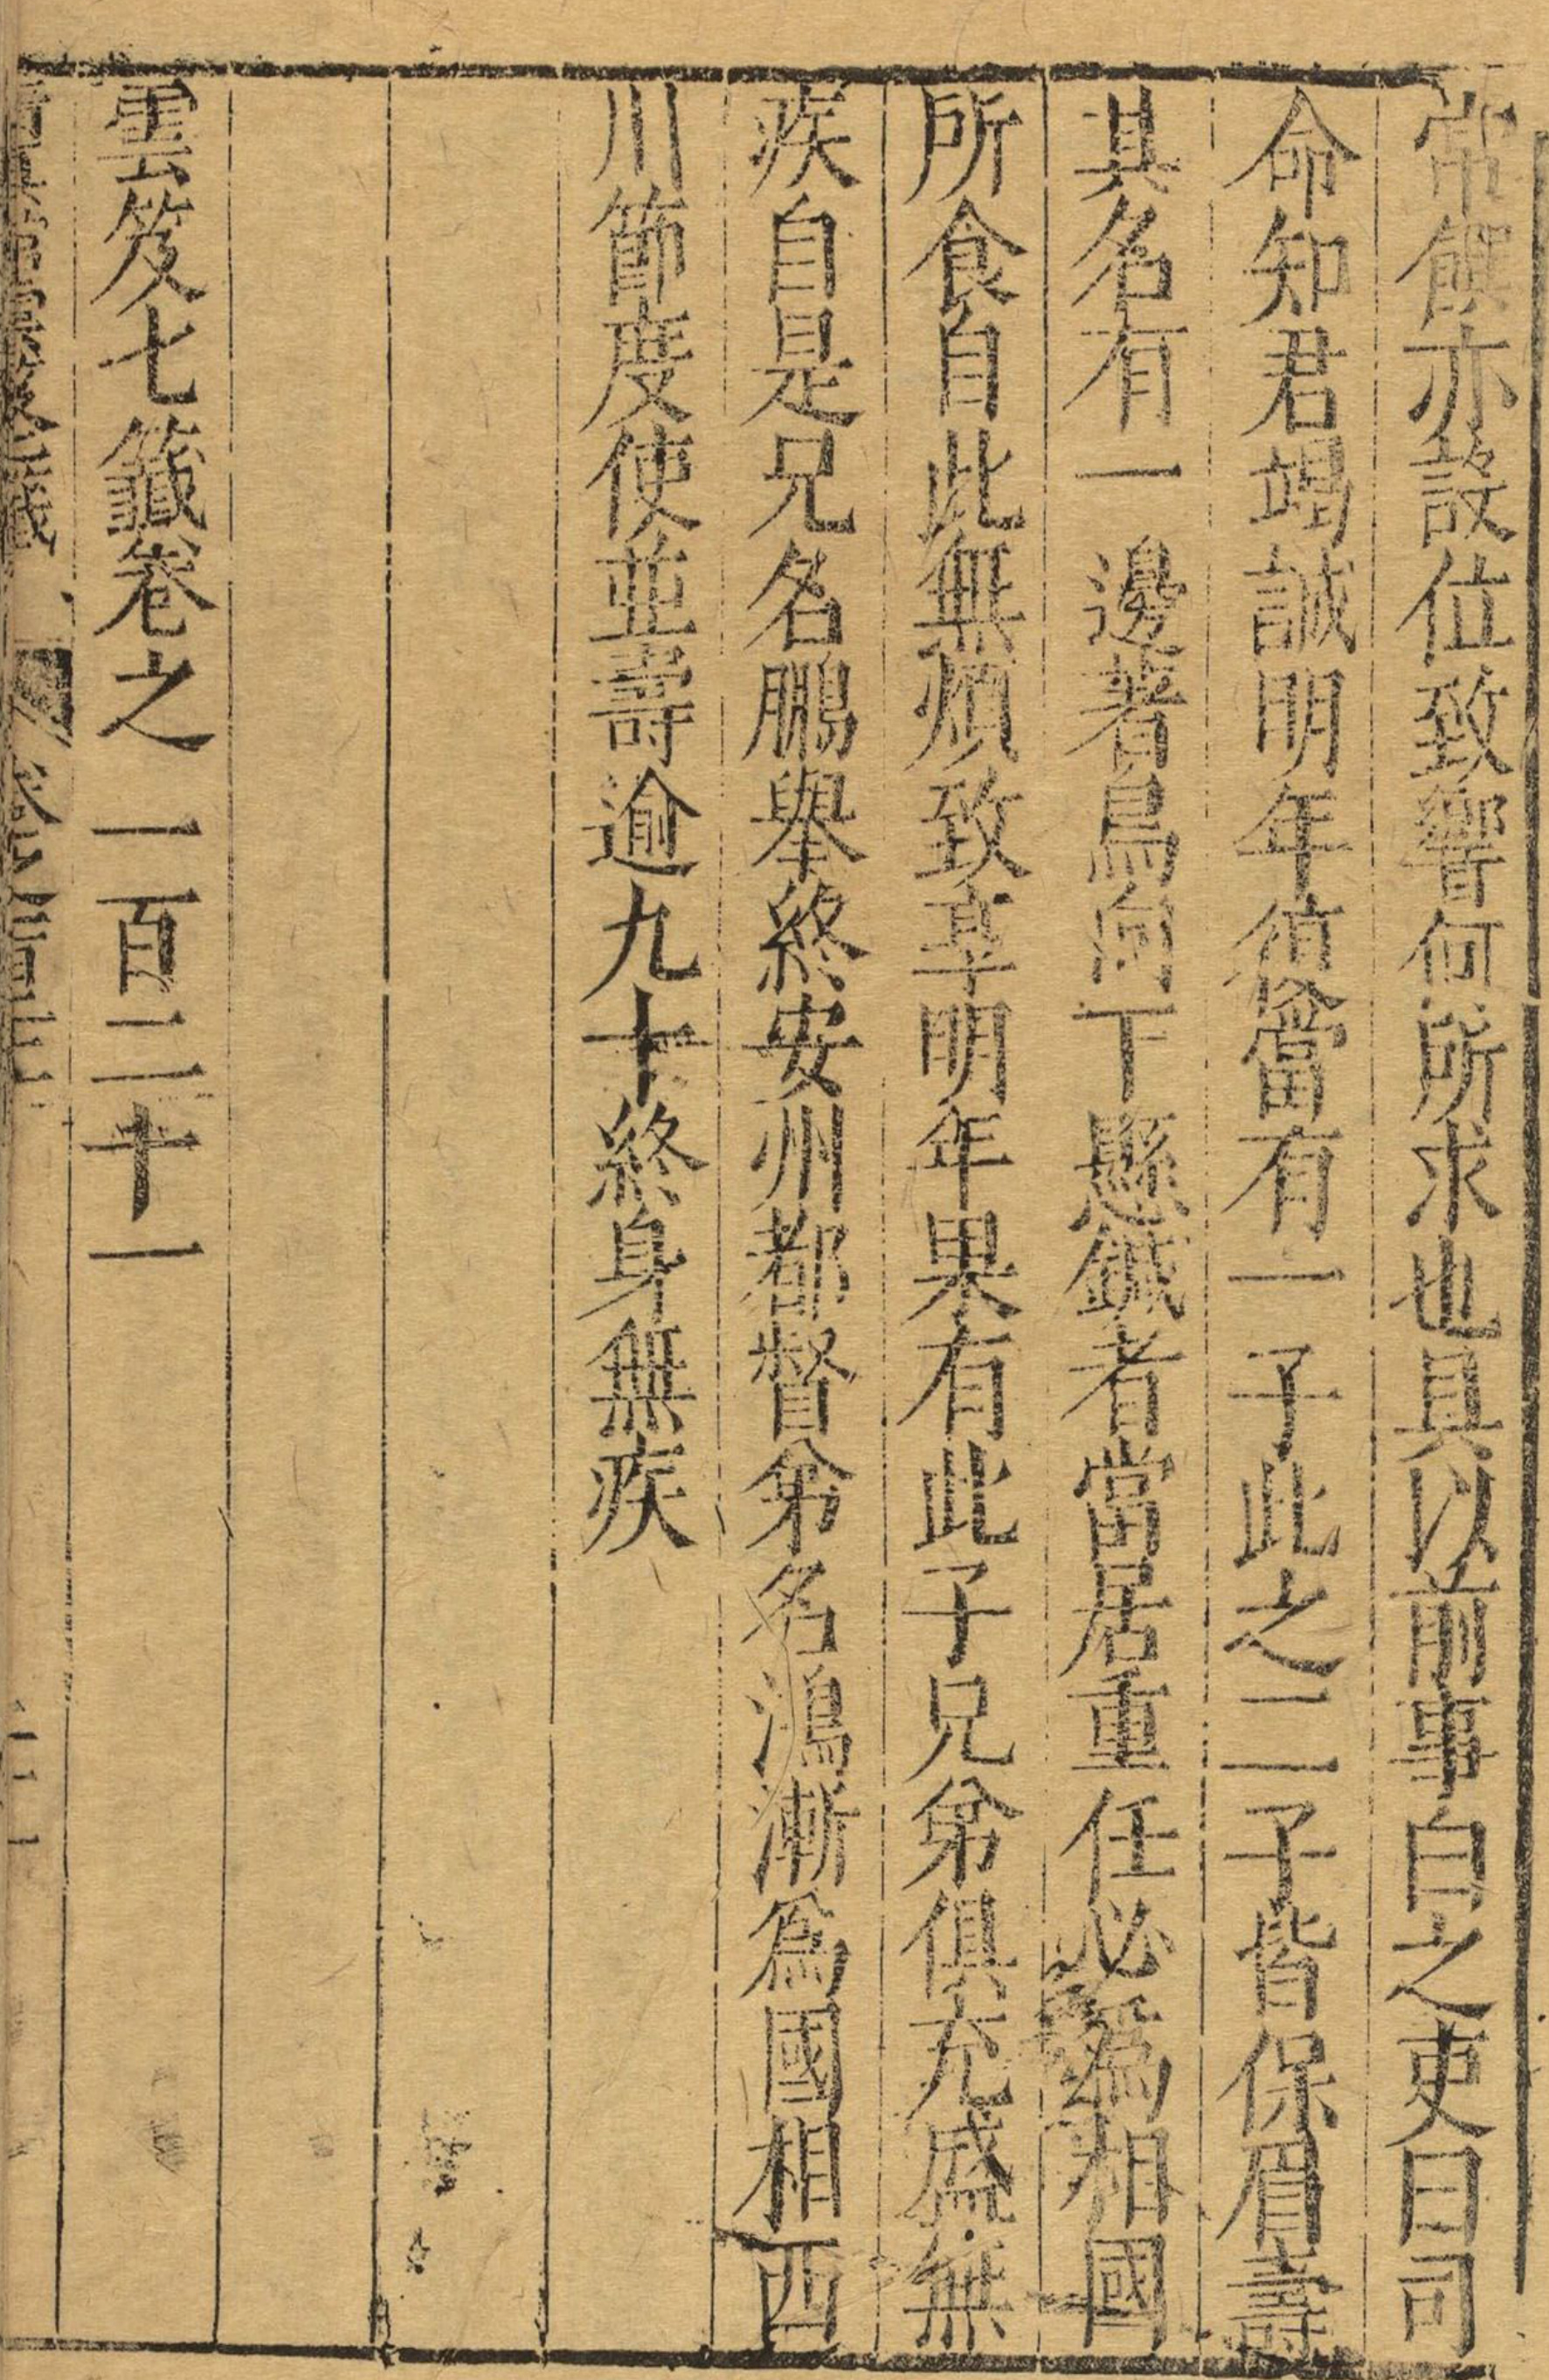 常饌亦設位致響何所求也具以前事白之吏曰司
命知君竭誠明年復當有一子此之二子皆保眉壽
其名有一邊著鳥向下懸鍼者當居重任必爲相國
所食自此無煩致享明年果有此子兄弟俱充盛無
疾自是兄名鵬舉終安州都督弟名鴻漸爲國相西
川節度使並壽逾九十終身無疾
雲笈七籤卷之一百二十一